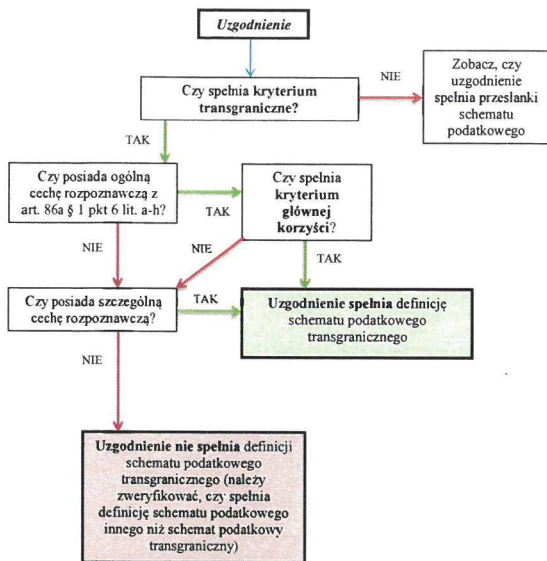 Uzgodnienie
Czy spełnia kryterium
transgraniczne?
NIE
Zobacz, czy
uzgodnienie
spełnia przesłanki
schematu
podatkowego
TAK
Czy posiada ogólną
cechę rozpoznawczą z
art. 86a § 1 pkt 6 lit. a-h?
TAK
Czy spełnia
kryterium
głównej
korzyści?
NIE
NIE
TAK
Czy posiada szczególną
cechę rozpoznawczą?
TAK
Uzgodnienie spełnia definicję
schematu podatkowego
transgranicznego
NIE
Uzgodnienie nie spełnia definicji
schematu podatkowego
transgranicznego (należy
zweryfikować, czy spełnia
definicję schematu podatkowego
innego niż schemat podatkowy
transgraniczny)